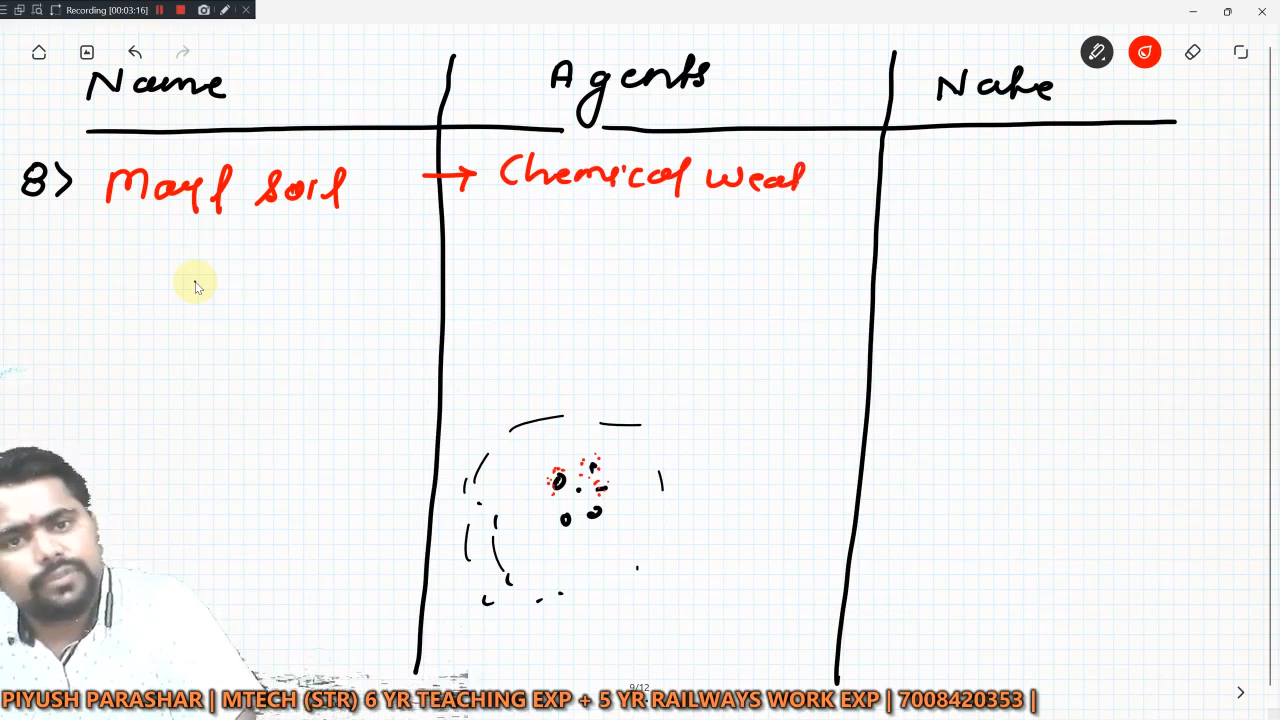 Recording [00:03:16]
Name Agents Note
8> Marl Soil → Chemical Weat
9/12
PIYUSH PARASHAR | MTECH (STR) 6 YR TEACHING EXP + 5 YR RAILWAYS WORK EXP | 7008420353 |